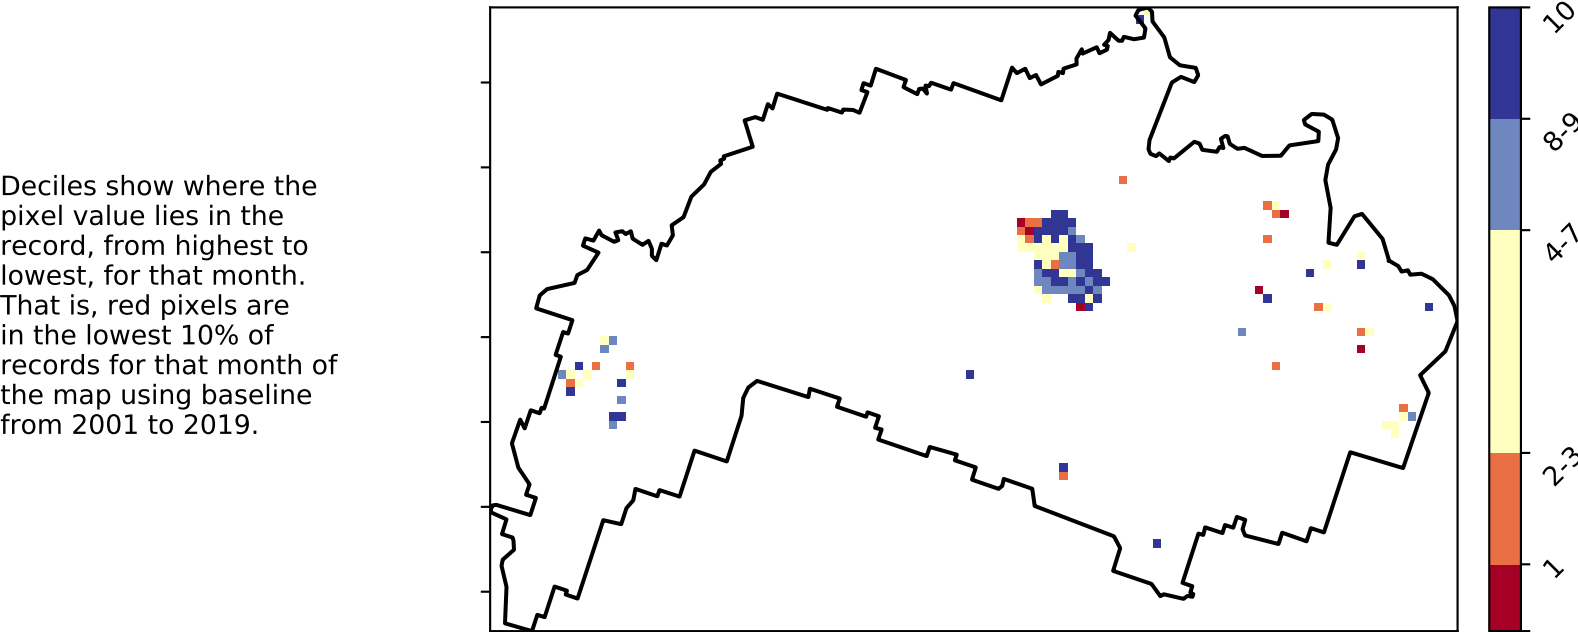 Deciles show where the
pixel value lies in the
record, from highest to
lowest, for that month.
That is, red pixels are
in the lowest 10% of
records for that month of
the map using baseline
from 2001 to 2019.
10
8-9
4-7
2-3
1